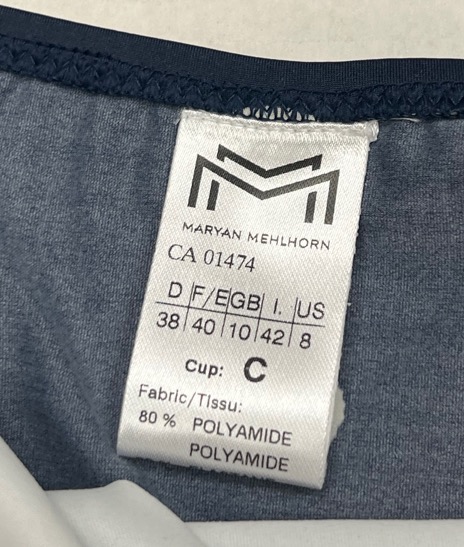 MARYAN MEHLHORN
CA 01474
D F/E GB I. US
38 40 10 42 8
Cup: C
Fabric/Tissu:
80 % POLYAMIDE
POLYAMIDE